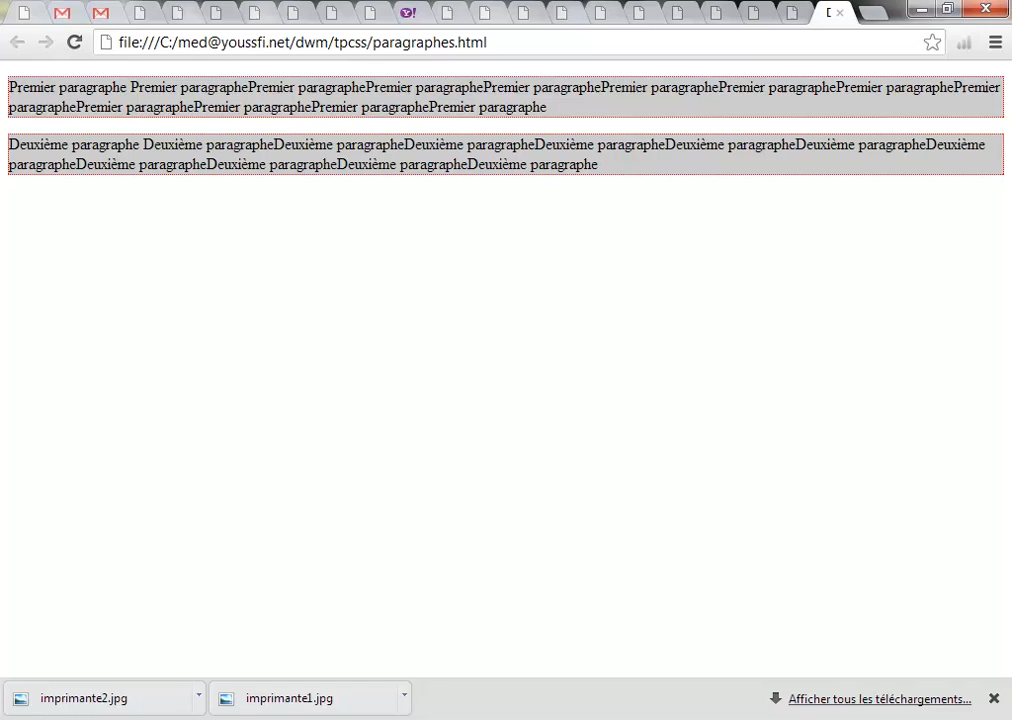 Y!
file:///C:/med@youssfi.net/dwm/tpcss/paragraphes.html
Premier paragraphe Premier paragraphePremier paragraphePremier paragraphePremier paragraphePremier paragraphePremier paragraphePremier paragraphePremier
paragraphePremier paragraphePremier paragraphePremier paragraphePremier paragraphe
Deuxième paragraphe Deuxième paragrapheDeuxième paragrapheDeuxième paragrapheDeuxième paragrapheDeuxième paragrapheDeuxième paragrapheDeuxième
paragrapheDeuxième paragrapheDeuxième paragrapheDeuxième paragrapheDeuxième paragraphe
imprimante2.jpg
imprimante1.jpg
Afficher tous les téléchargements...